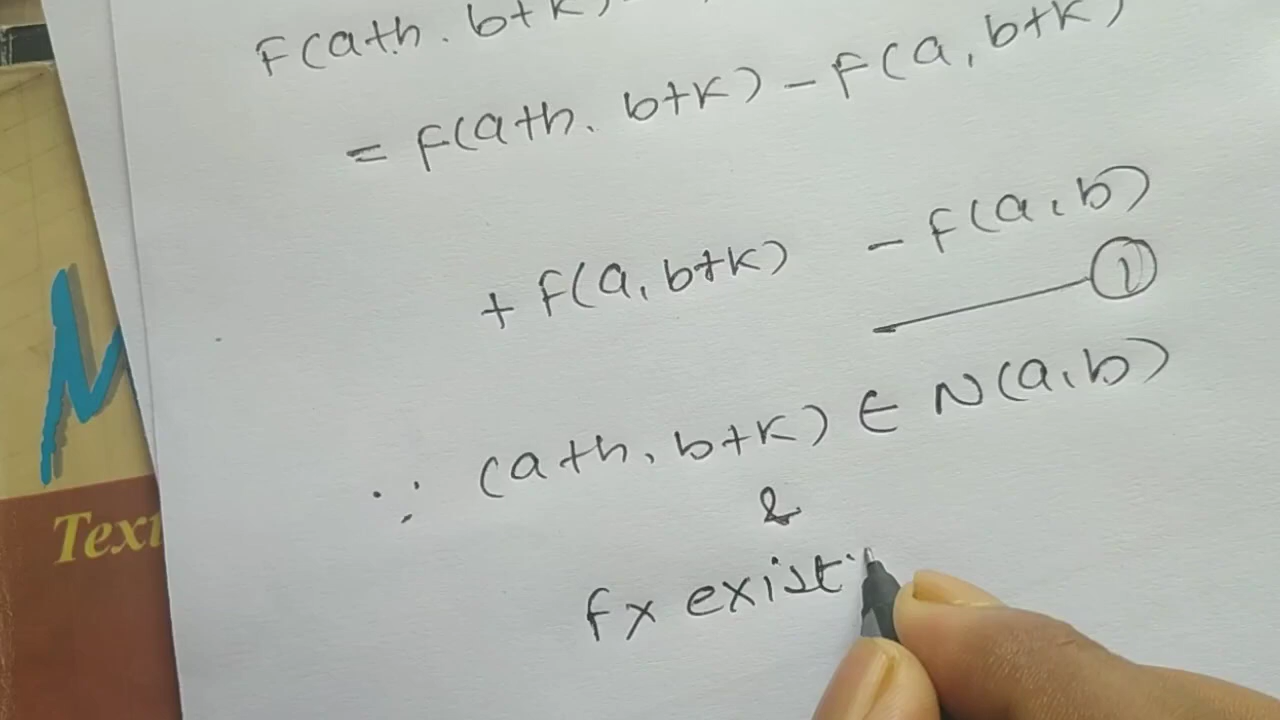 F(a+h, b+k)
= F(a+h, b+k) - F(a, b+k)
+ F(a, b+k) - F(a, b)
①
∵ (a+h, b+k) ∈ N(a, b)
&
fx exist
Text